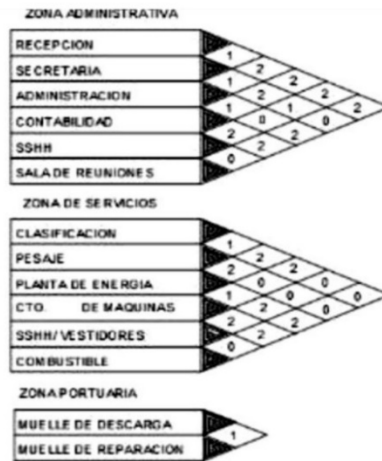 ZONA ADMINISTRATIVA
RECEPCION
1
SECRETARIA 2
1 2
ADMINISTRACION 2 2
1 1 2
CONTABILIDAD 0 0
2 2
SSHH 2
0
SALA DE REUNIONES
ZONA DE SERVICIOS
CLASIFICACION
1
PESAJE 2
2 2
PLANTA DE ENERGIA 0 0
1 0 0
CTO. DE MAQUINAS 2 0
2 2
SSHH/VESTIDORES 2
0
COMBUSTIBLE
ZONA PORTUARIA
MUELLE DE DESCARGA
1
MUELLE DE REPARACION